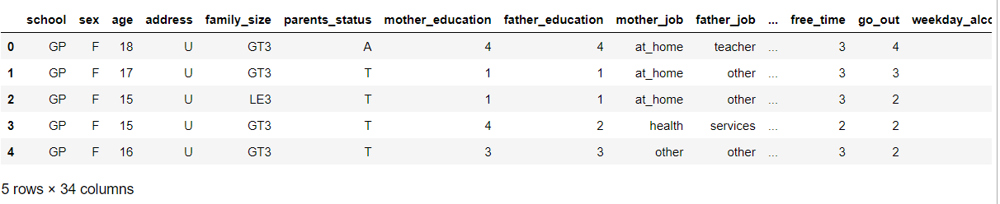 school sex age address family_size parents_status mother_education father_education mother_job father_job ... free_time go_out weekday_alcc
0 GP F 18 U GT3 A 4 4 at_home teacher ... 3 4
1 GP F 17 U GT3 T 1 1 at_home other ... 3 3
2 GP F 15 U LE3 T 1 1 at_home other ... 3 2
3 GP F 15 U GT3 T 4 2 health services ... 2 2
4 GP F 16 U GT3 T 3 3 other other ... 3 2
5 rows × 34 columns